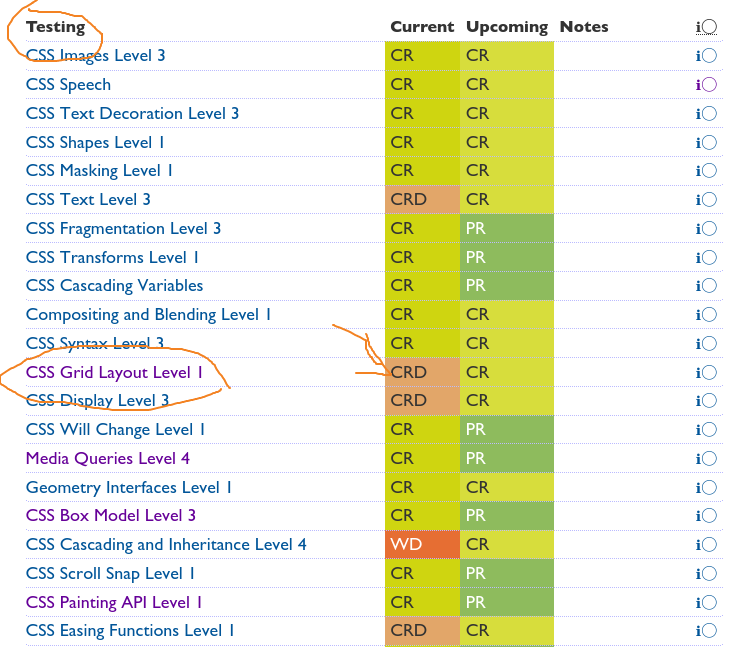 Testing Current Upcoming Notes i
CSS Images Level 3 CR CR i
CSS Speech CR CR i
CSS Text Decoration Level 3 CR CR i
CSS Shapes Level 1 CR CR i
CSS Masking Level 1 CR CR i
CSS Text Level 3 CRD CR i
CSS Fragmentation Level 3 CR PR i
CSS Transforms Level 1 CR PR i
CSS Cascading Variables CR PR i
Compositing and Blending Level 1 CR CR i
CSS Syntax Level 3 CR CR i
CSS Grid Layout Level 1 CRD CR i
CSS Display Level 3 CRD CR i
CSS Will Change Level 1 CR PR i
Media Queries Level 4 CR PR i
Geometry Interfaces Level 1 CR CR i
CSS Box Model Level 3 CR PR i
CSS Cascading and Inheritance Level 4 WD CR i
CSS Scroll Snap Level 1 CR PR i
CSS Painting API Level 1 CR PR i
CSS Easing Functions Level 1 CRD CR i